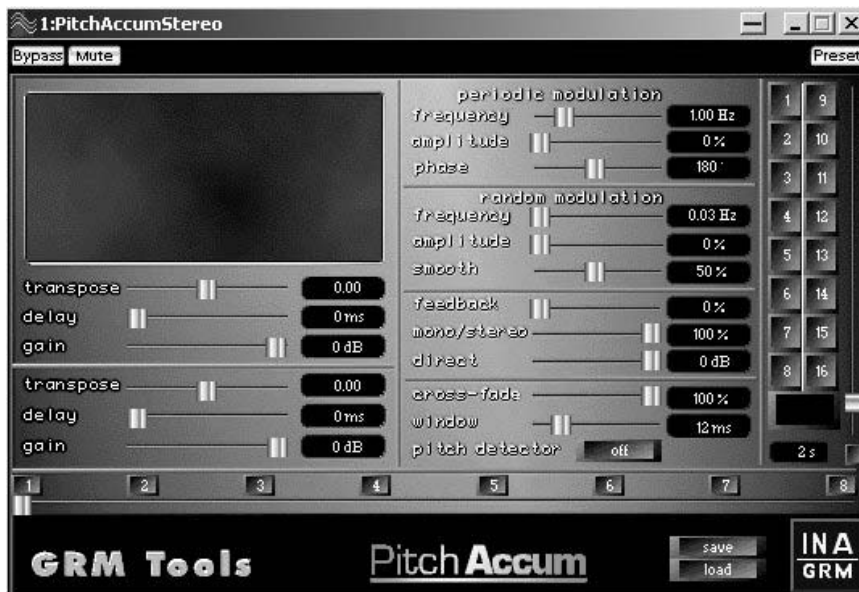 1:PitchAccumStereo
Bypass Mute Preset
periodic modulation
frequency 1.00 Hz
amplitude 0 %
phase 180
random modulation
frequency 0.03 Hz
amplitude 0 %
smooth 50 %
feedback 0 %
mono/stereo 100 %
direct 0 dB
cross-fade 100 %
window 12 ms
pitch detector off
transpose 0.00
delay 0 ms
gain 0 dB
transpose 0.00
delay 0 ms
gain 0 dB
1 9
2 10
3 11
4 12
5 13
6 14
7 15
8 16
2 s
1 2 3 4 5 6 7 8
GRM Tools
PitchAccum
save
load
INA
GRM